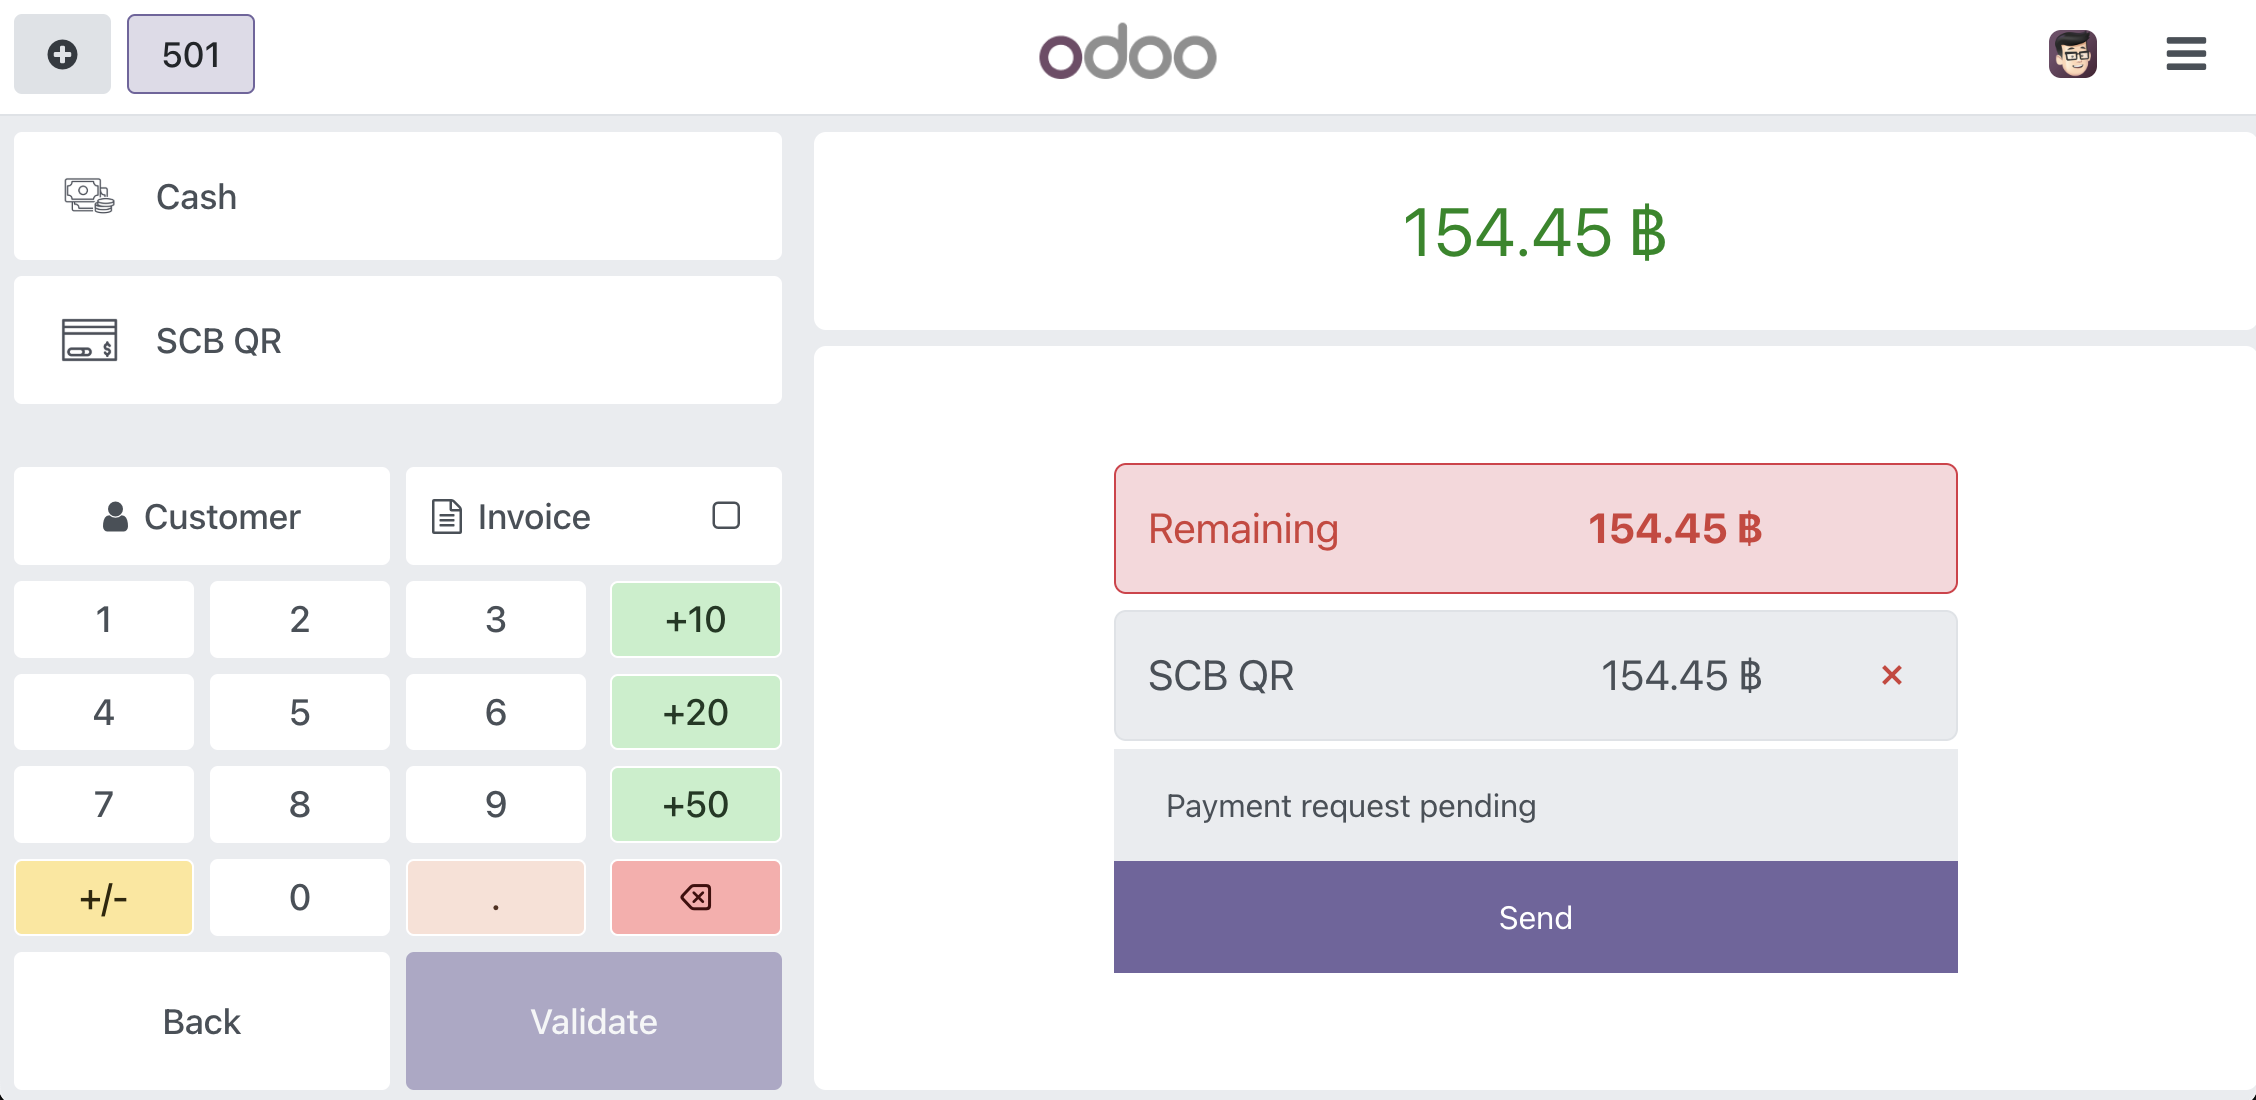 501
odoo
Cash
SCB QR
Customer
Invoice
1 2 3 +10
4 5 6 +20
7 8 9 +50
+/- 0 .
Back
Validate
154.45 ฿
Remaining 154.45 ฿
SCB QR 154.45 ฿
Payment request pending
Send